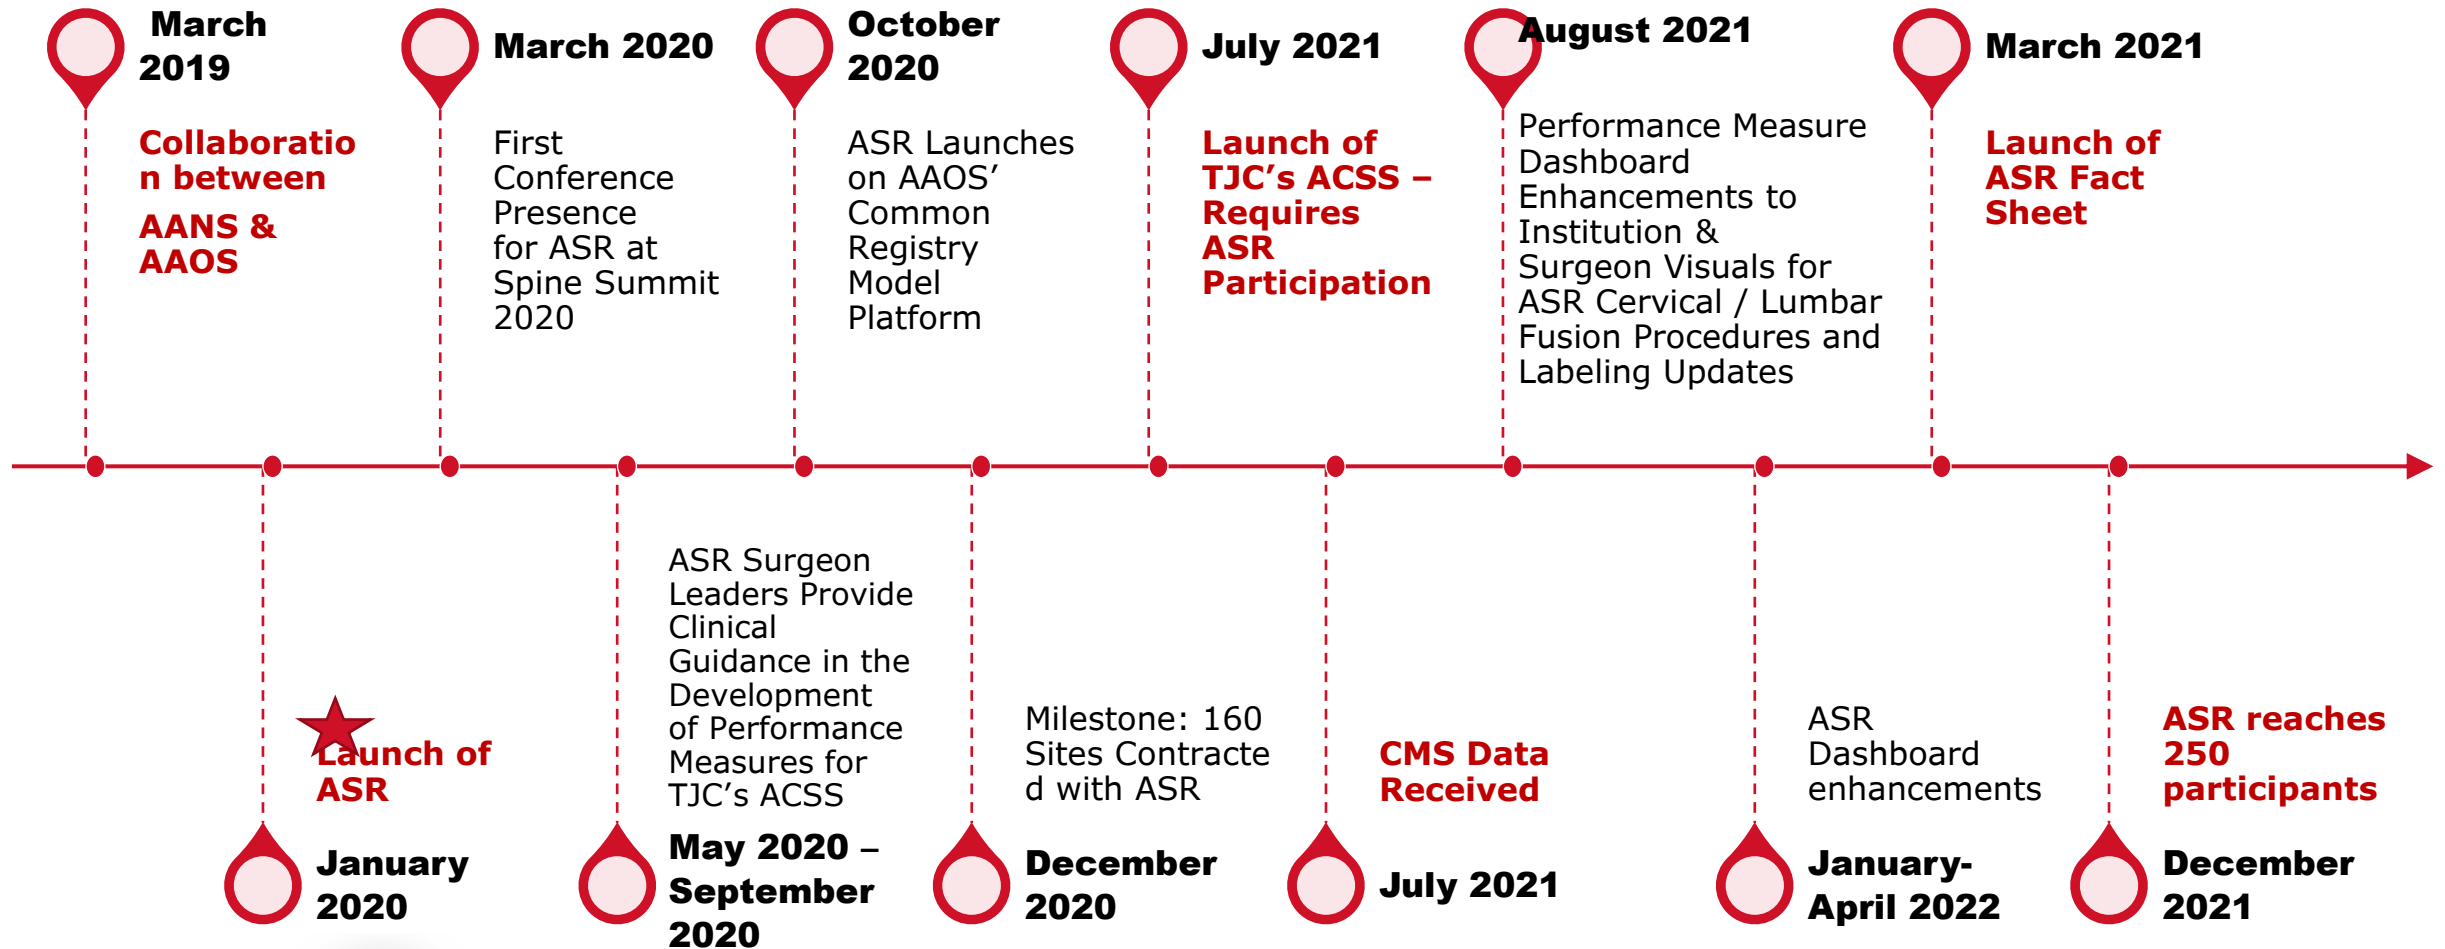 March
2019
Collaboratio
n between
AANS &
AAOS
March 2020
First
Conference
Presence
for ASR at
Spine Summit
2020
October
2020
ASR Launches
on AAOS’
Common
Registry
Model
Platform
July 2021
Launch of
TJC’s ACSS –
Requires
ASR
Participation
August 2021
Performance Measure
Dashboard
Enhancements to
Institution &
Surgeon Visuals for
ASR Cervical / Lumbar
Fusion Procedures and
Labeling Updates
March 2021
Launch of
ASR Fact
Sheet
Launch of
ASR
January
2020
ASR Surgeon
Leaders Provide
Clinical
Guidance in the
Development
of Performance
Measures for
TJC’s ACSS
May 2020 –
September
2020
Milestone: 160
Sites Contracte
d with ASR
December
2020
CMS Data
Received
July 2021
ASR
Dashboard
enhancements
January-
April 2022
ASR reaches
250
participants
December
2021